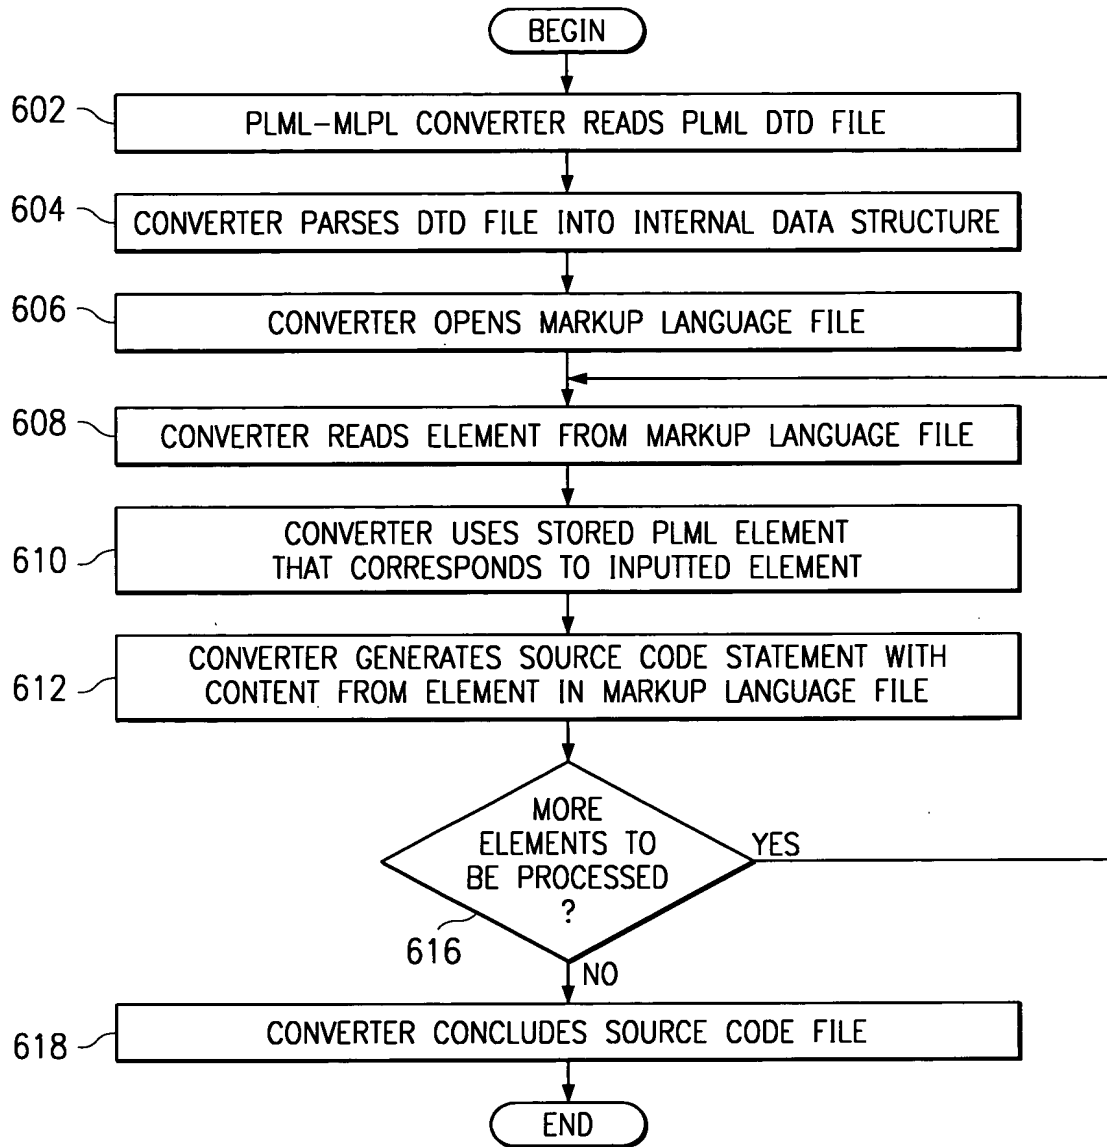 BEGIN
602
PLML-MLPL CONVERTER READS PLML DTD FILE
604
CONVERTER PARSES DTD FILE INTO INTERNAL DATA STRUCTURE
606
CONVERTER OPENS MARKUP LANGUAGE FILE
608
CONVERTER READS ELEMENT FROM MARKUP LANGUAGE FILE
610
CONVERTER USES STORED PLML ELEMENT
THAT CORRESPONDS TO INPUTTED ELEMENT
612
CONVERTER GENERATES SOURCE CODE STATEMENT WITH
CONTENT FROM ELEMENT IN MARKUP LANGUAGE FILE
MORE
ELEMENTS TO
BE PROCESSED
?
YES
616
NO
618
CONVERTER CONCLUDES SOURCE CODE FILE
END